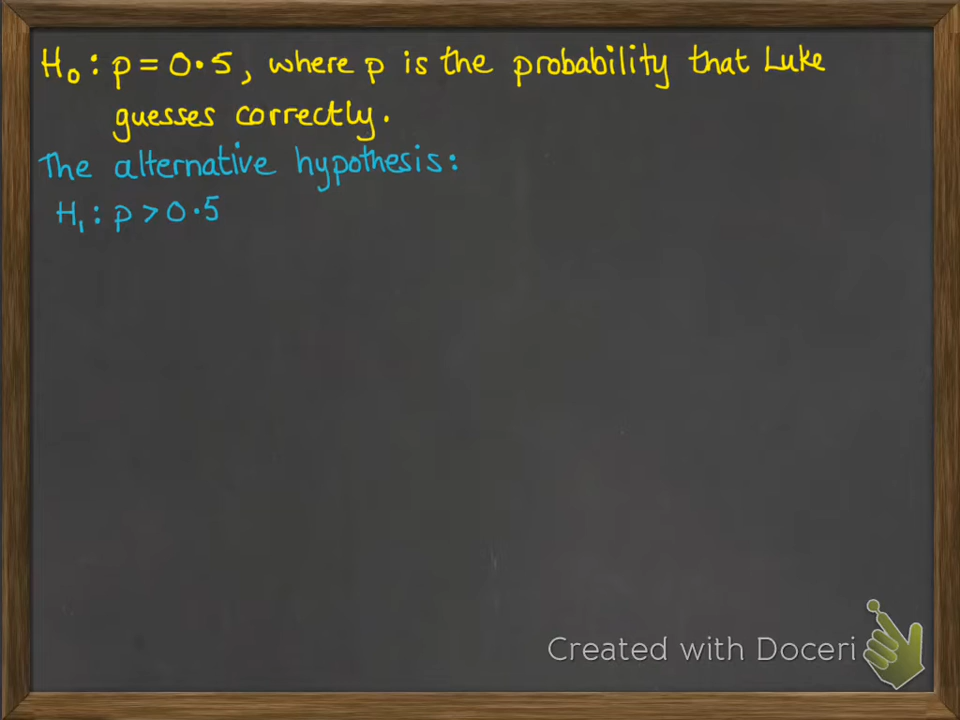 H₀: p = 0.5, where p is the probability that Luke
guesses correctly.
The alternative hypothesis:
H₁: p > 0.5
Created with Doceri